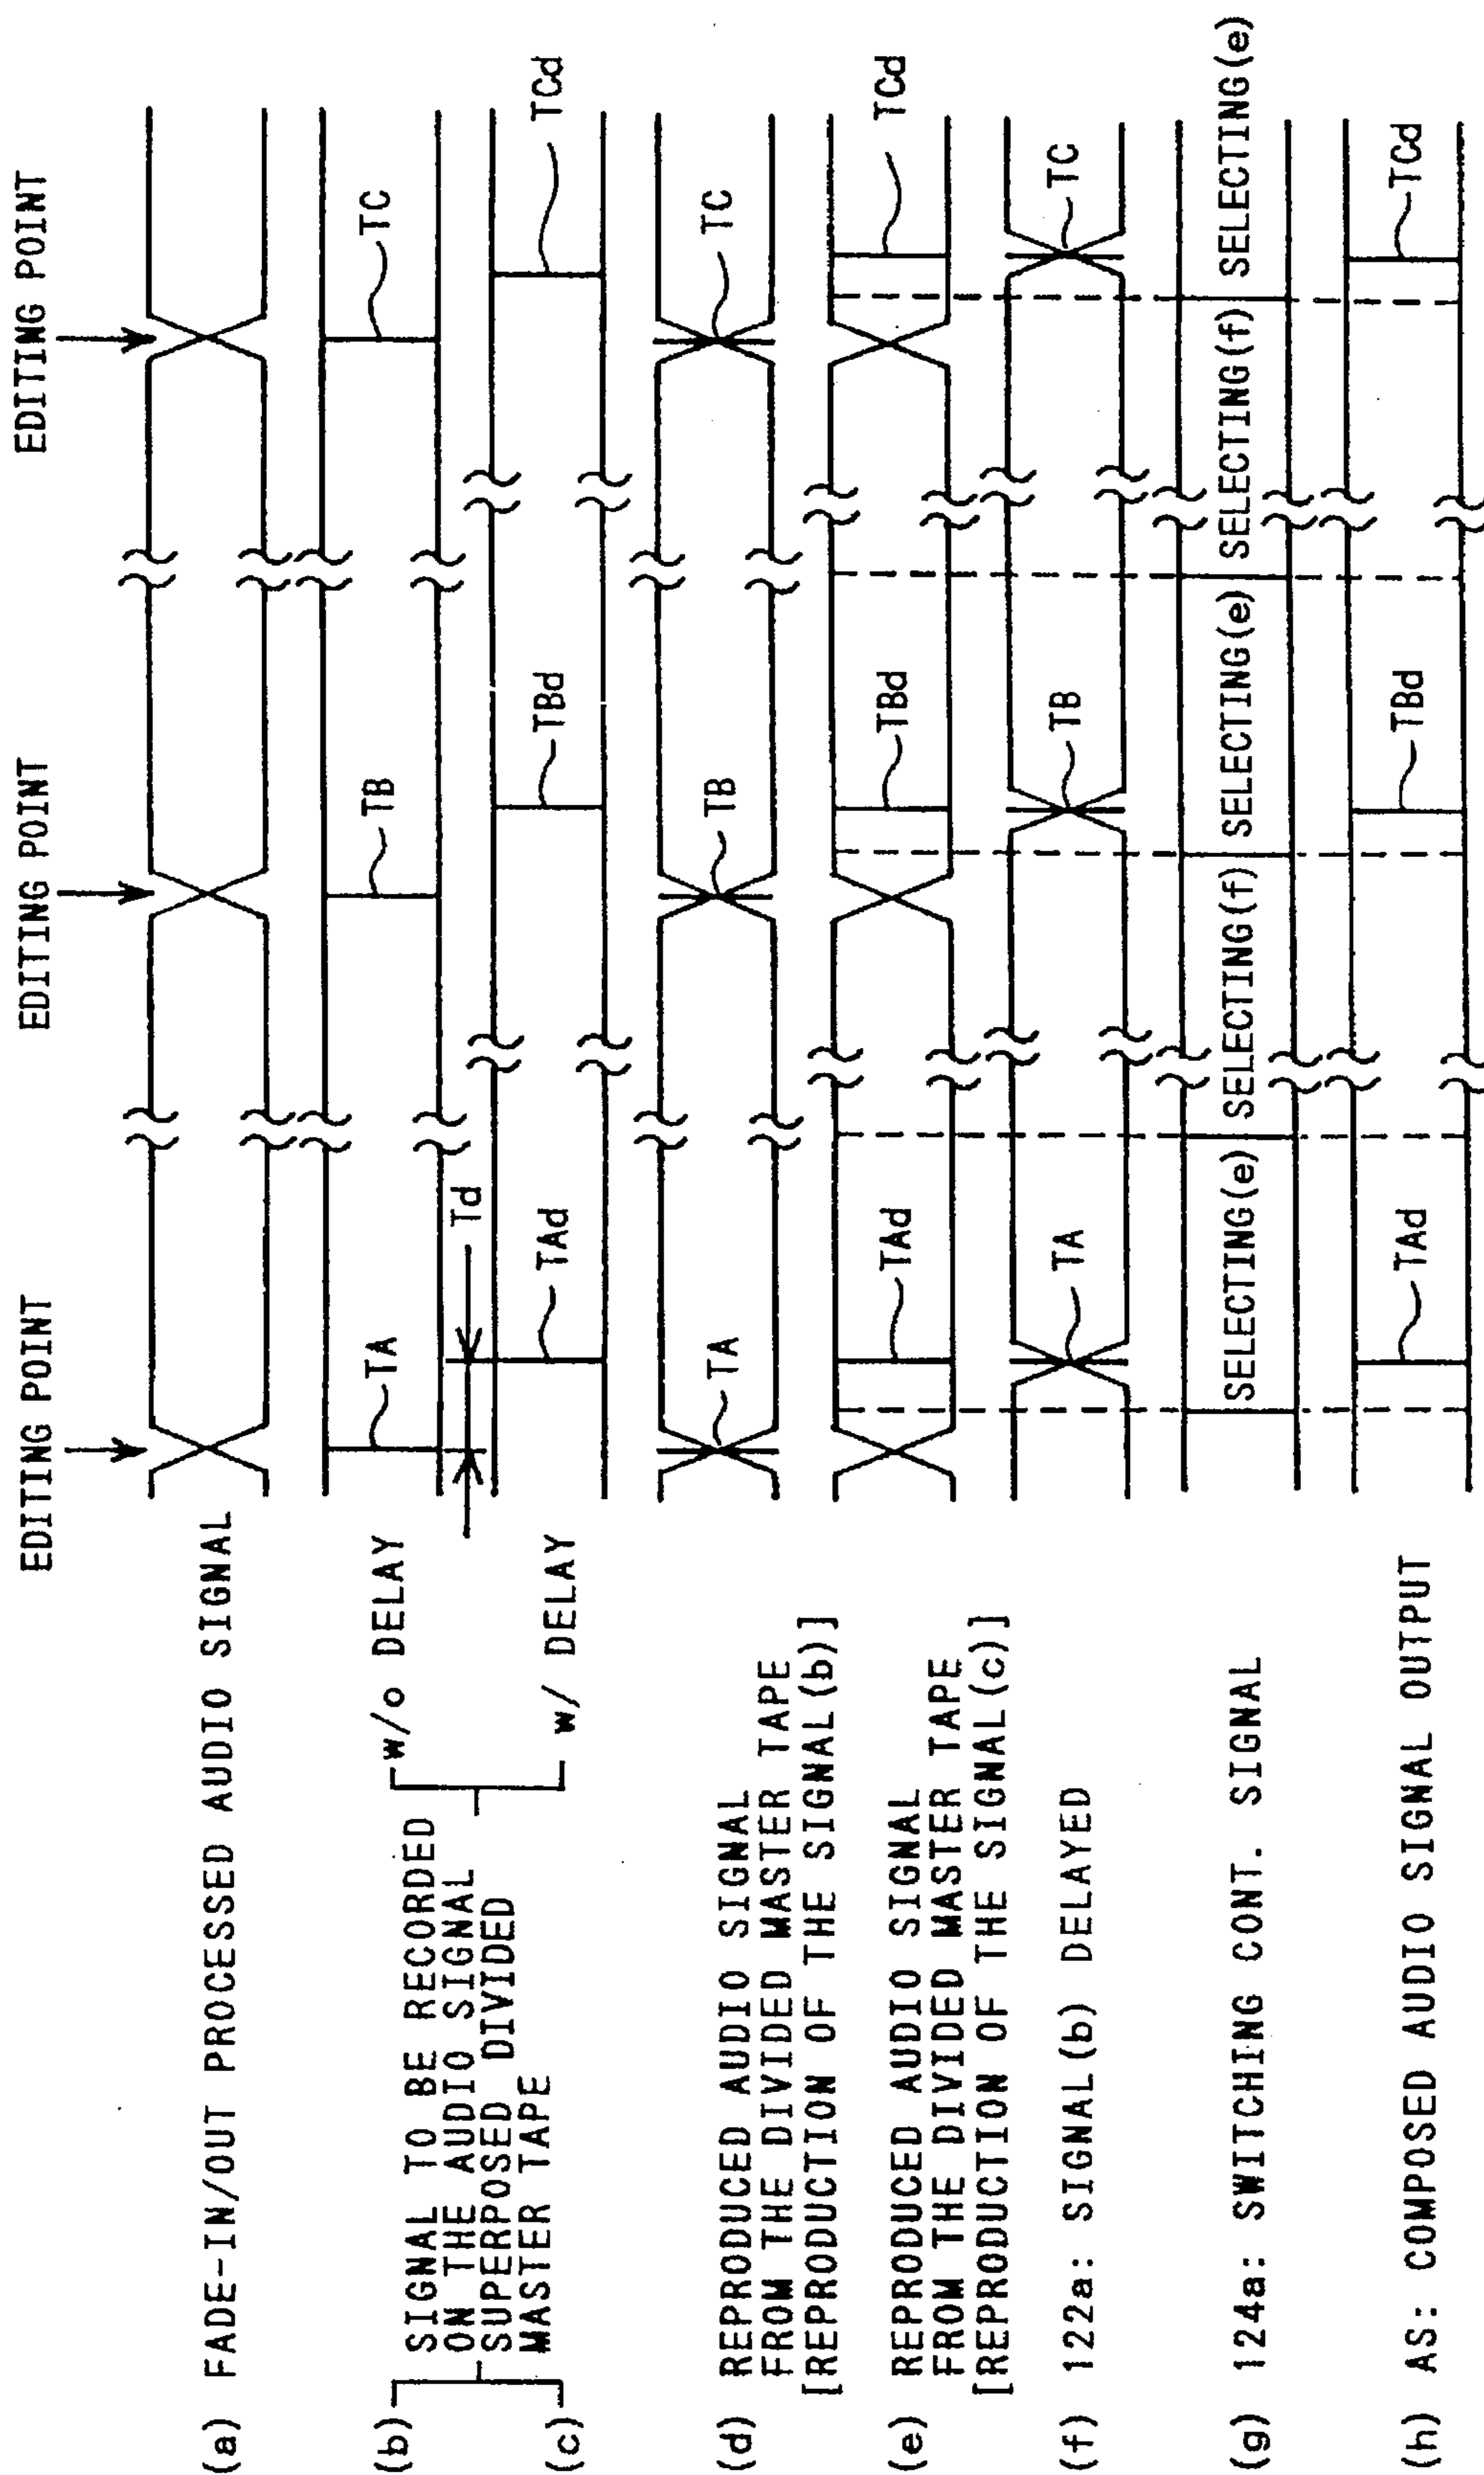 EDITING POINT
EDITING POINT
EDITING POINT
(a) FADE-IN/OUT PROCESSED AUDIO SIGNAL
(b)
SIGNAL TO BE RECORDED
ON THE AUDIO SIGNAL
SUPERPOSED DIVIDED
MASTER TAPE
w/o DELAY
TA
TB
TC
Td
(c)
w/ DELAY
TAd
TBd
TCd
(d) REPRODUCED AUDIO SIGNAL
FROM THE DIVIDED MASTER TAPE
[REPRODUCTION OF THE SIGNAL(b)]
TA
TB
TC
(e) REPRODUCED AUDIO SIGNAL
FROM THE DIVIDED MASTER TAPE
[REPRODUCTION OF THE SIGNAL(c)]
TAd
TBd
TCd
(f) 122a: SIGNAL(b) DELAYED
TA
TB
TC
(g) 124a: SWITCHING CONT. SIGNAL
SELECTING(e) SELECTING(f) SELECTING(e) SELECTING(f) SELECTING(e)
(h) AS: COMPOSED AUDIO SIGNAL OUTPUT
TAd
TBd
TCd